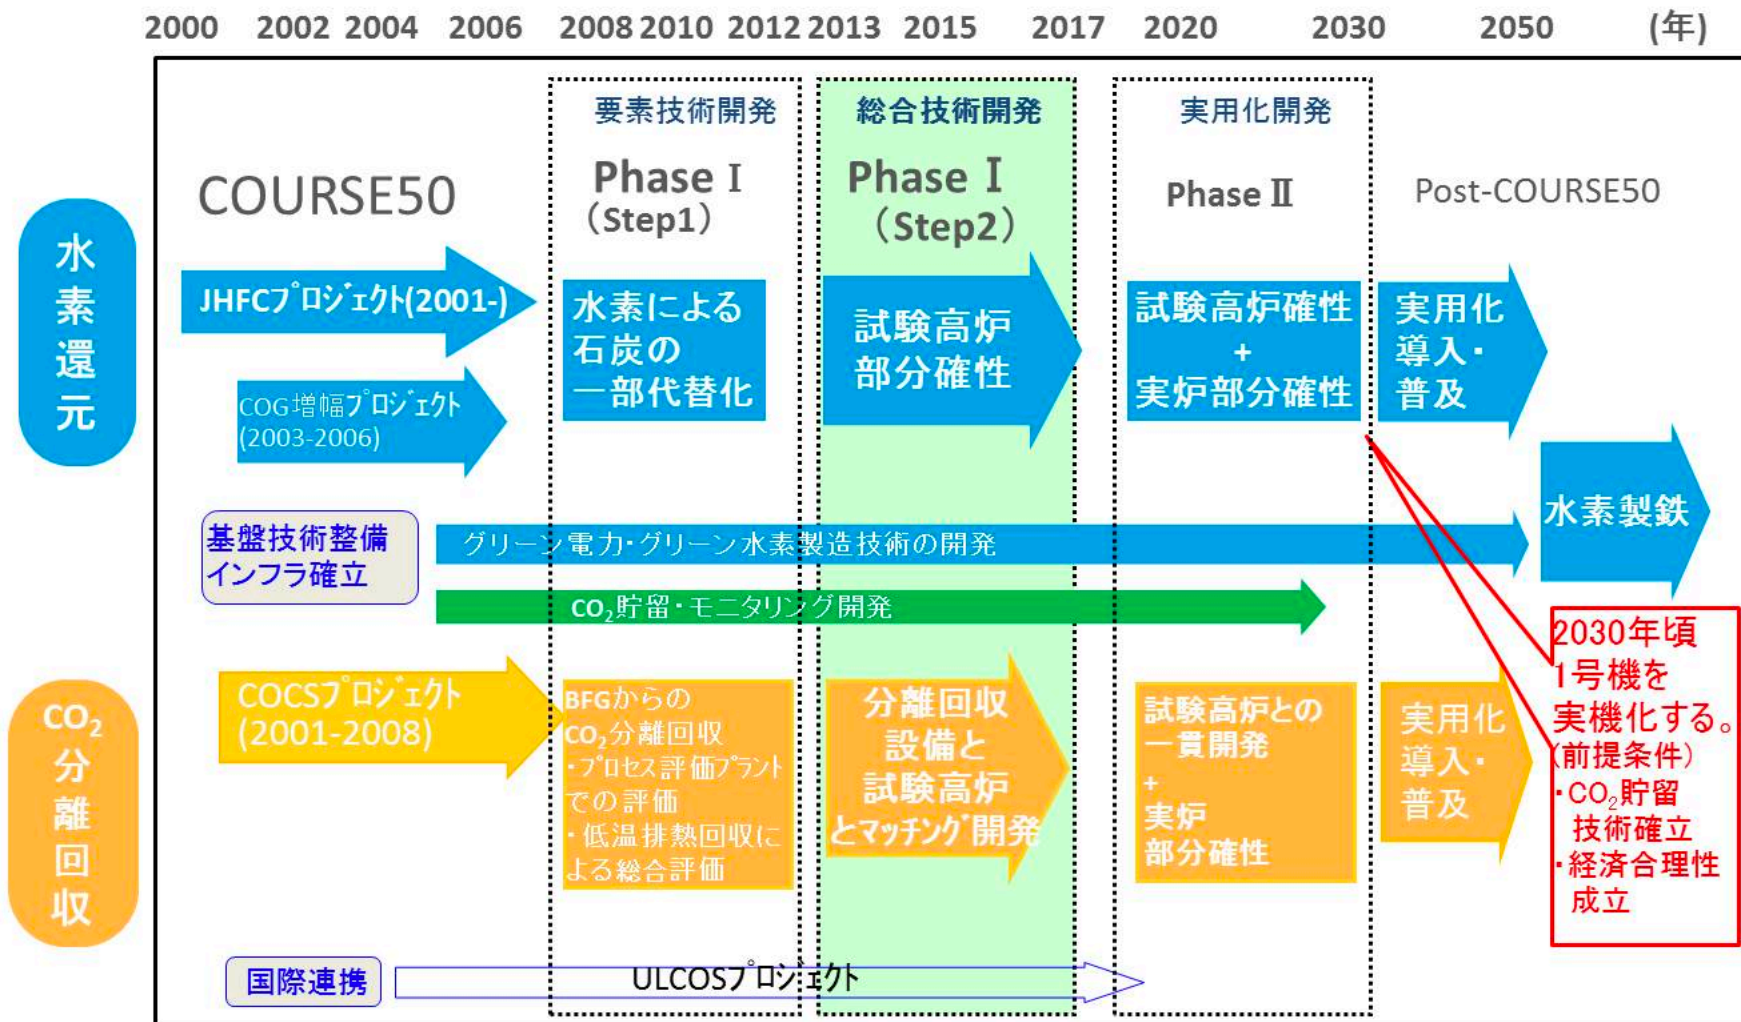 2000 2002 2004 2006 2008 2010 2012 2013 2015 2017 2020 2030 2050 (年)
要素技術開発
総合技術開発
実用化開発
COURSE50
Phase Ⅰ
（Step1）
Phase Ⅰ
（Step2）
Phase Ⅱ
Post-COURSE50
水素還元
JHFCプロジェクト(2001-)
水素による
石炭の
一部代替化
試験高炉
部分確性
試験高炉確性
+
実炉部分確性
実用化
導入・
普及
COG増幅プロジェクト
(2003-2006)
水素製鉄
基盤技術整備
インフラ確立
グリーン電力・グリーン水素製造技術の開発
CO₂貯留・モニタリング開発
CO₂分離回収
COCSプロジェクト
(2001-2008)
BFGからの
CO₂分離回収
・プロセス評価プラント
での評価
・低温排熱回収に
よる総合評価
分離回収
設備と
試験高炉
とマッチング開発
試験高炉との
一貫開発
+
実炉
部分確性
実用化
導入・
普及
2030年頃
1号機を
実機化する。
(前提条件)
・CO₂貯留
技術確立
・経済合理性
成立
国際連携
ULCOSプロジェクト